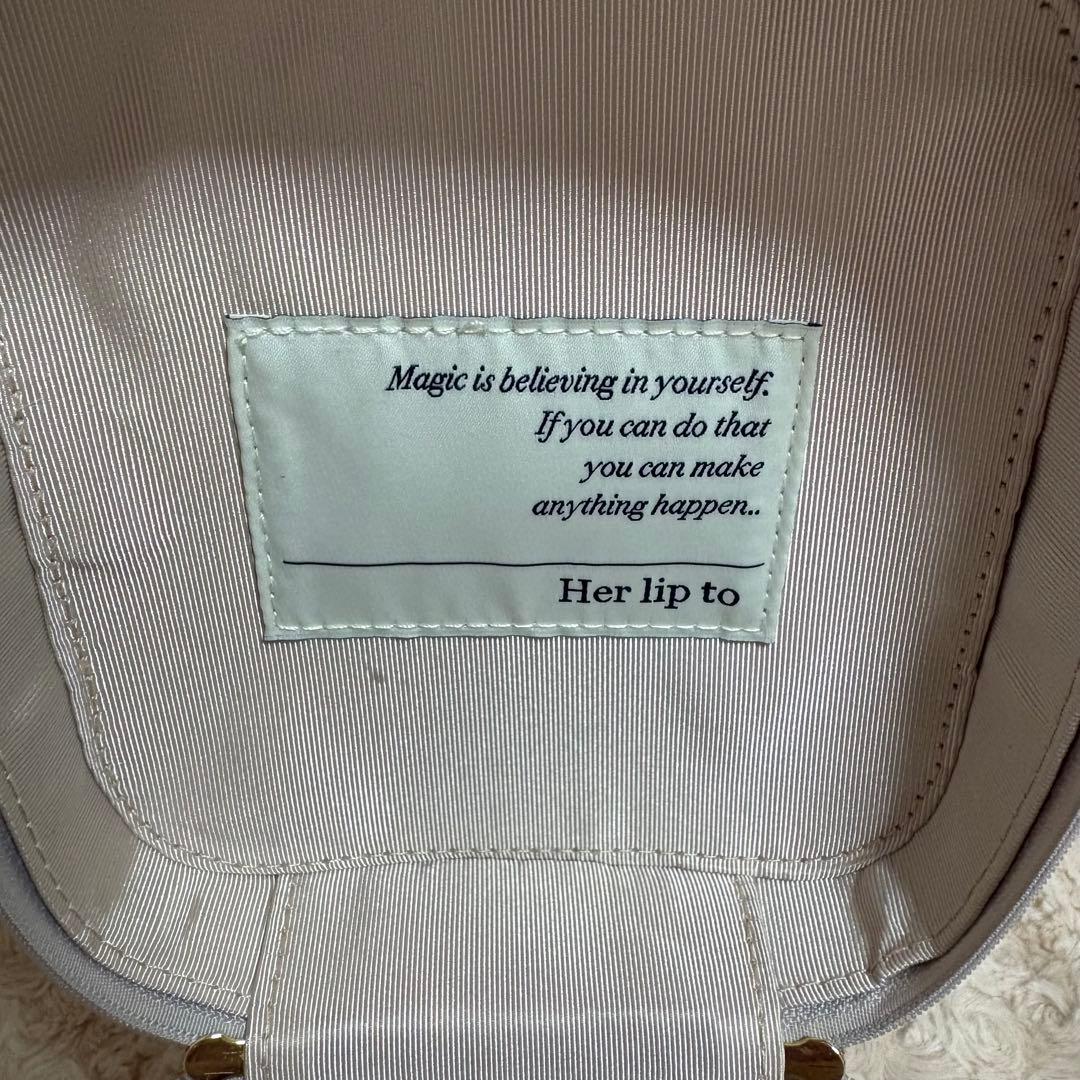 Magic is believing in yourself.
If you can do that
you can make
anything happen..
Her lip to